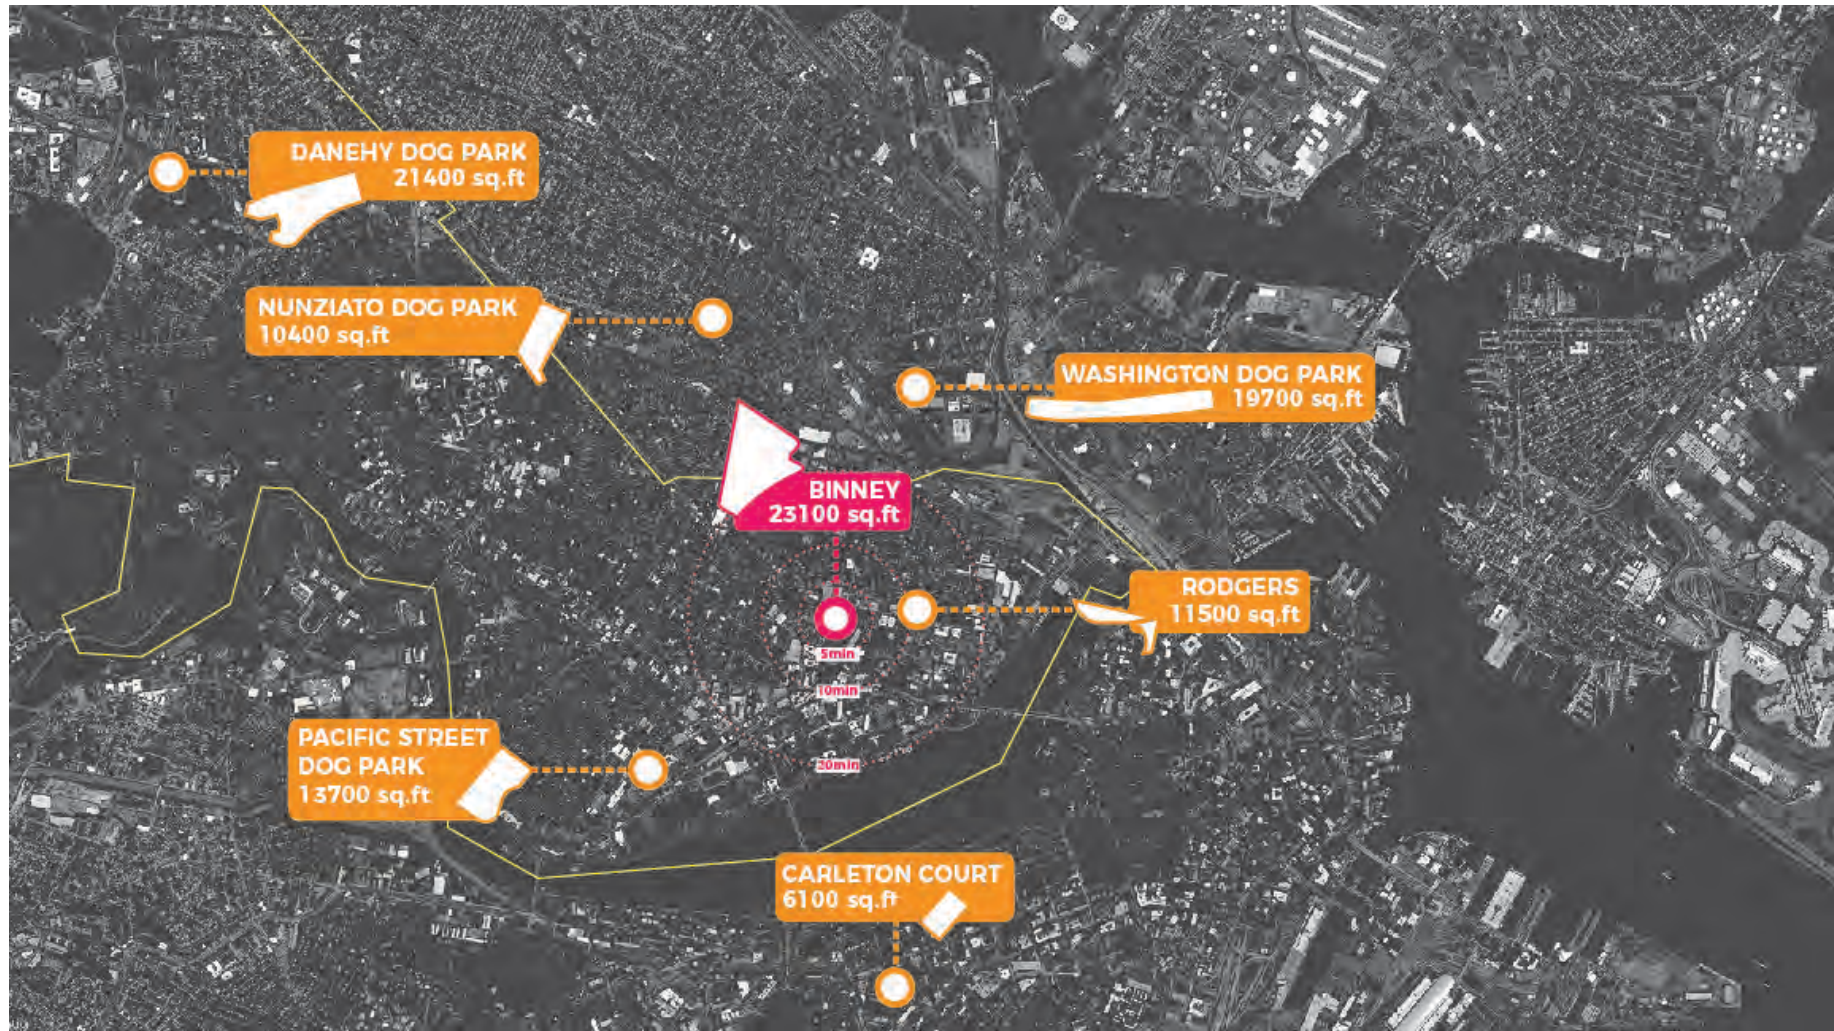 DANEHY DOG PARK
21400 sq.ft
NUNZIATO DOG PARK
10400 sq.ft
WASHINGTON DOG PARK
19700 sq.ft
BINNEY
23100 sq.ft
RODGERS
11500 sq.ft
5min
10min
20min
PACIFIC STREET
DOG PARK
13700 sq.ft
CARLETON COURT
6100 sq.ft